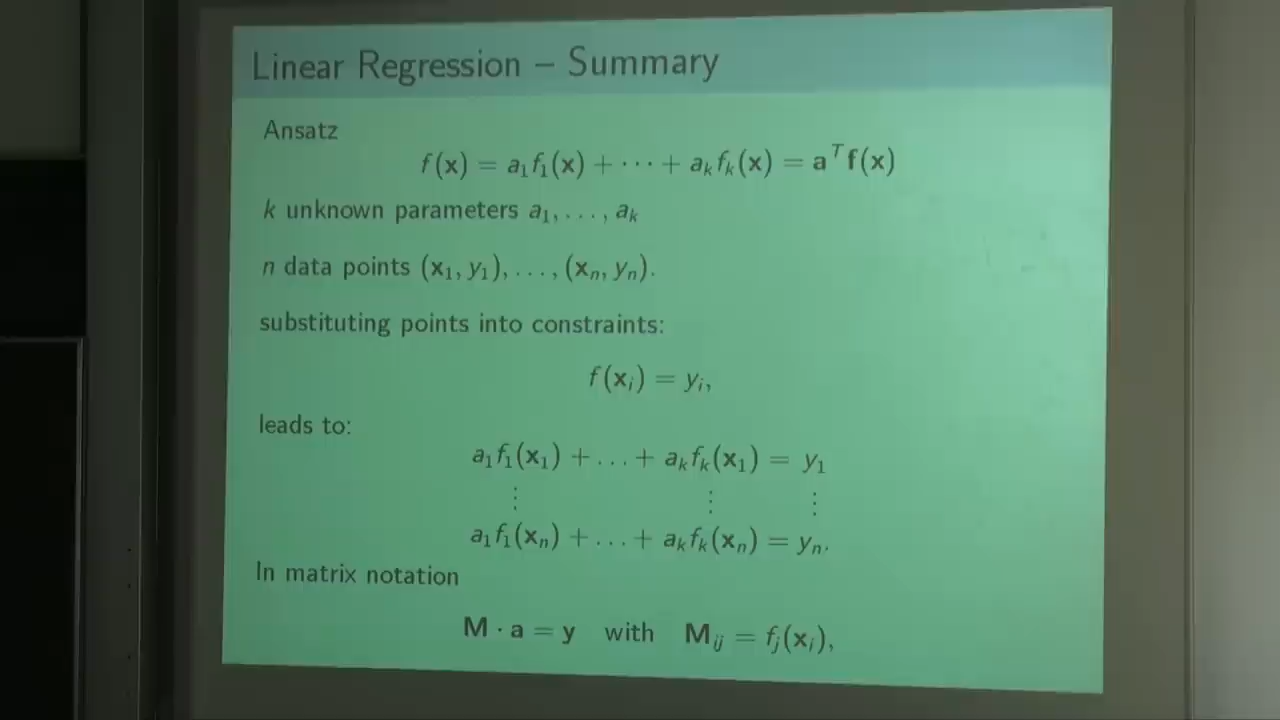 Linear Regression – Summary
Ansatz
f(x) = a₁f₁(x) + ··· + aₖfₖ(x) = aᵀf(x)
k unknown parameters a₁, . . . , aₖ
n data points (x₁, y₁), . . . , (xₙ, yₙ).
substituting points into constraints:
f(xᵢ) = yᵢ,
leads to:
a₁f₁(x₁) + . . . + aₖfₖ(x₁) = y₁
⋮ ⋮ ⋮
a₁f₁(xₙ) + . . . + aₖfₖ(xₙ) = yₙ.
In matrix notation
M · a = y with Mᵢⱼ = fⱼ(xᵢ),